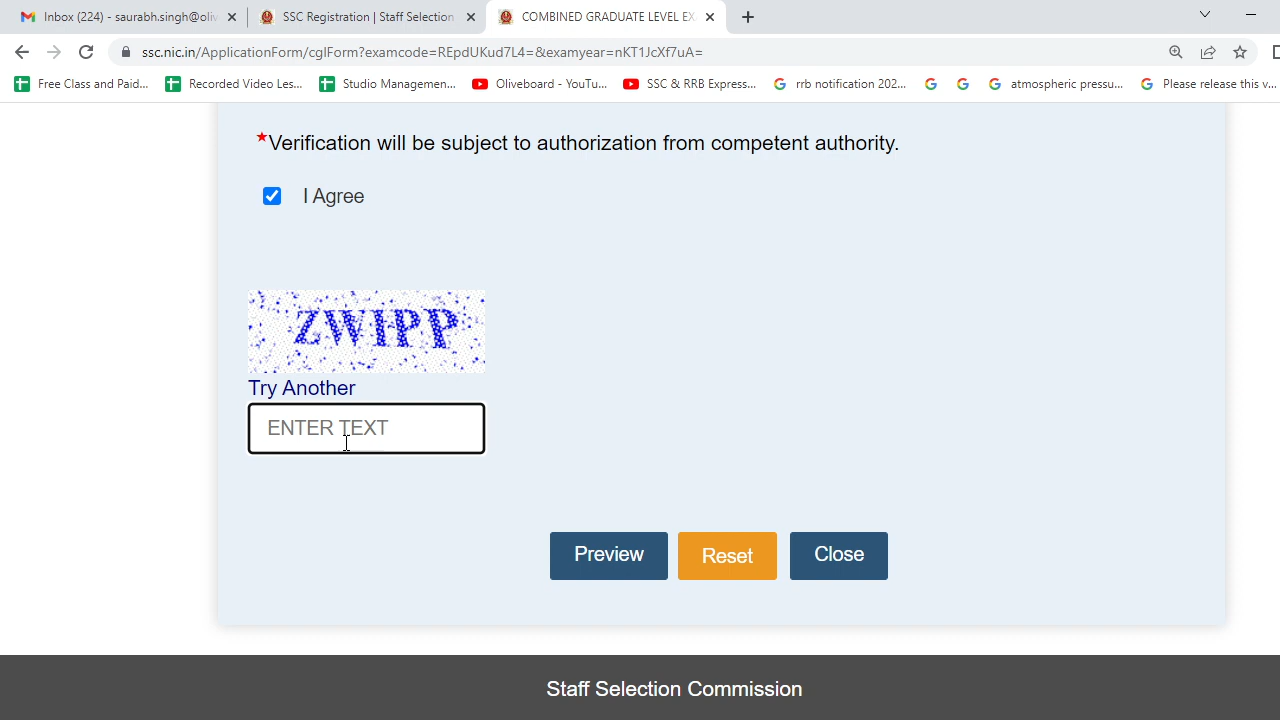 Inbox (224) - saurabh.singh@oliv
SSC Registration | Staff Selection
COMBINED GRADUATE LEVEL EX
ssc.nic.in/ApplicationForm/cglForm?examcode=REpdUKud7L4=&examyear=nKT1JcXf7uA=
Free Class and Paid...
Recorded Video Les...
Studio Managemen...
Oliveboard - YouTu...
SSC & RRB Express...
rrb notification 202...
atmospheric pressu...
Please release this v...
*Verification will be subject to authorization from competent authority.
I Agree
ZWIPP
Try Another
ENTER TEXT
Preview
Reset
Close
Staff Selection Commission